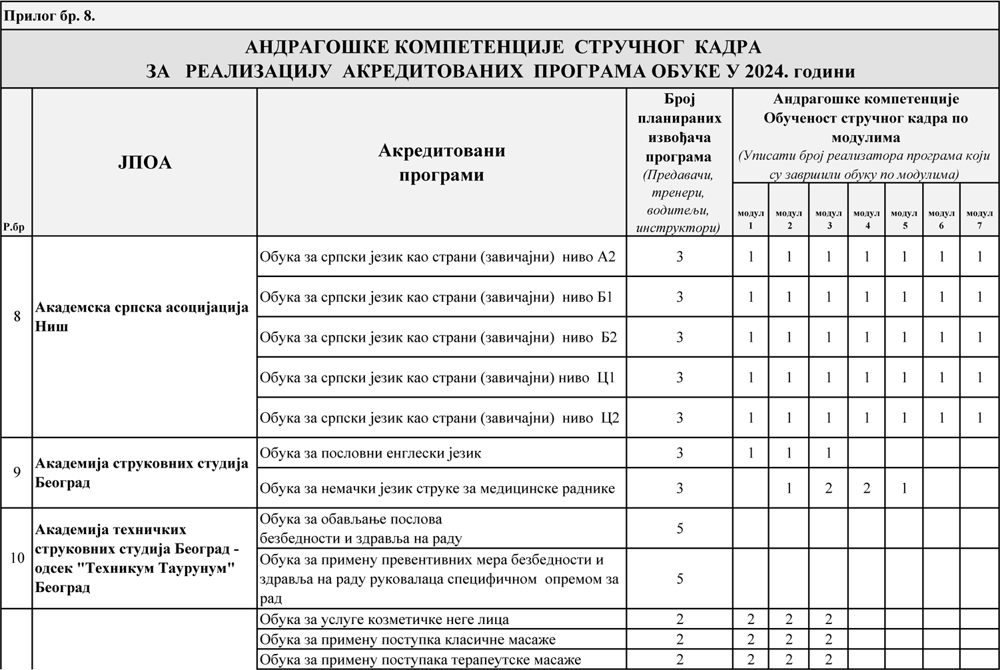 Прилог бр. 8.
АНДРАГОШКЕ КОМПЕТЕНЦИЈЕ СТРУЧНОГ КАДРА
ЗА РЕАЛИЗАЦИЈУ АКРЕДИТОВАНИХ ПРОГРАМА ОБУКЕ У 2024. години
Р.бр
ЈПОА
Акредитовани
програми
Број
планираних
извођача
програма
(Предавачи,
тренери,
водитељи,
инструктори)
Андрагошке компетенције
Обученост стручног кадра по
модулима
(Уписати број реализатора програма који
су завршили обуку по модулима)
модул модул модул модул модул модул модул
1 2 3 4 5 6 7
8
Академска српска асоцијација
Ниш
Обука за српски језик као страни (завичајни) ниво А2 3 1 1 1 1 1 1 1
Обука за српски језик као страни (завичајни) ниво Б1 3 1 1 1 1 1 1 1
Обука за српски језик као страни (завичајни) ниво Б2 3 1 1 1 1 1 1 1
Обука за српски језик као страни (завичајни) ниво Ц1 3 1 1 1 1 1 1 1
Обука за српски језик као страни (завичајни) ниво Ц2 3 1 1 1 1 1 1 1
9
Академија струковних студија
Београд
Обука за пословни енглески језик 3 1 1 1
Обука за немачки језик струке за медицинске раднике 3 1 2 2 1
10
Академија техничких
струковних студија Београд -
одсек "Техникум Таурунум"
Београд
Обука за обављање послова
безбедности и здравља на раду
5
Обука за примену превентивних мера безбедности и
здравља на раду руковалаца специфичном опремом за
рад
5
Обука за услуге козметичке неге лица 2 2 2 2
Обука за примену поступка класичне масаже 2 2 2 2
Обука за примену поступака терапеутске масаже 2 2 2 2